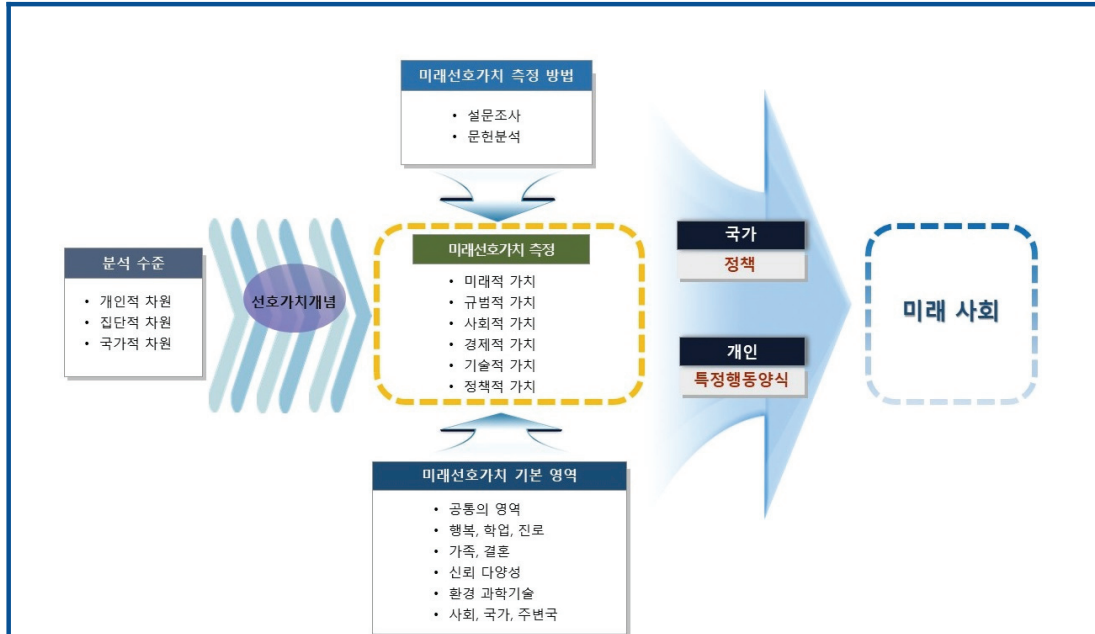 미래선호가치 측정 방법
• 설문조사
• 문헌분석
분석 수준
• 개인적 차원
• 집단적 차원
• 국가적 차원
선호가치개념
미래선호가치 측정
• 미래적 가치
• 규범적 가치
• 사회적 가치
• 경제적 가치
• 기술적 가치
• 정책적 가치
미래선호가치 기본 영역
• 공통의 영역
• 행복, 학업, 진로
• 가족, 결혼
• 신뢰 다양성
• 환경 과학기술
• 사회, 국가, 주변국
국가
정책
개인
특정행동양식
미래 사회